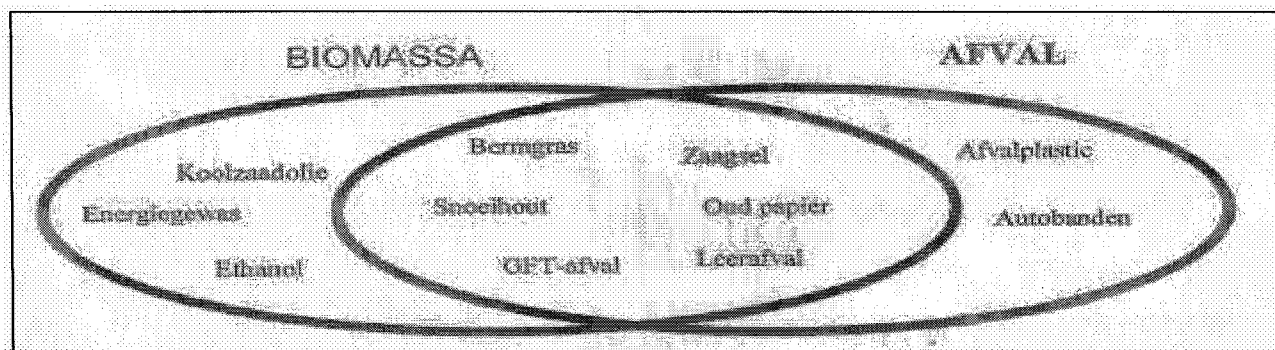 BIOMASSA
AFVAL
Koolzaadolie
Energiegewas
Ethanol
Bermgras
Snoeihout
GFT-afval
Zaagsel
Oud papier
Leerafval
Afvalplastic
Autobanden